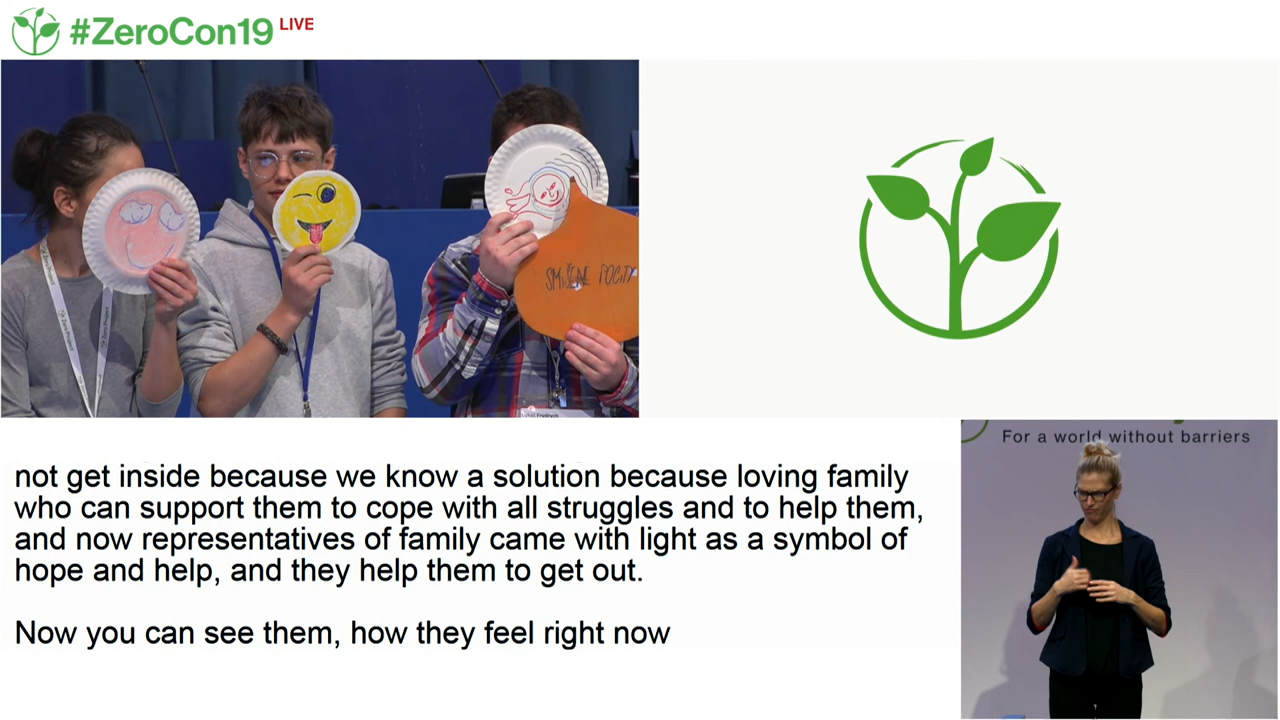 #ZeroCon19 LIVE
SMÍŠENÉ POCITY
For a world without barriers
not get inside because we know a solution because loving family
who can support them to cope with all struggles and to help them,
and now representatives of family came with light as a symbol of
hope and help, and they help them to get out.
Now you can see them, how they feel right now